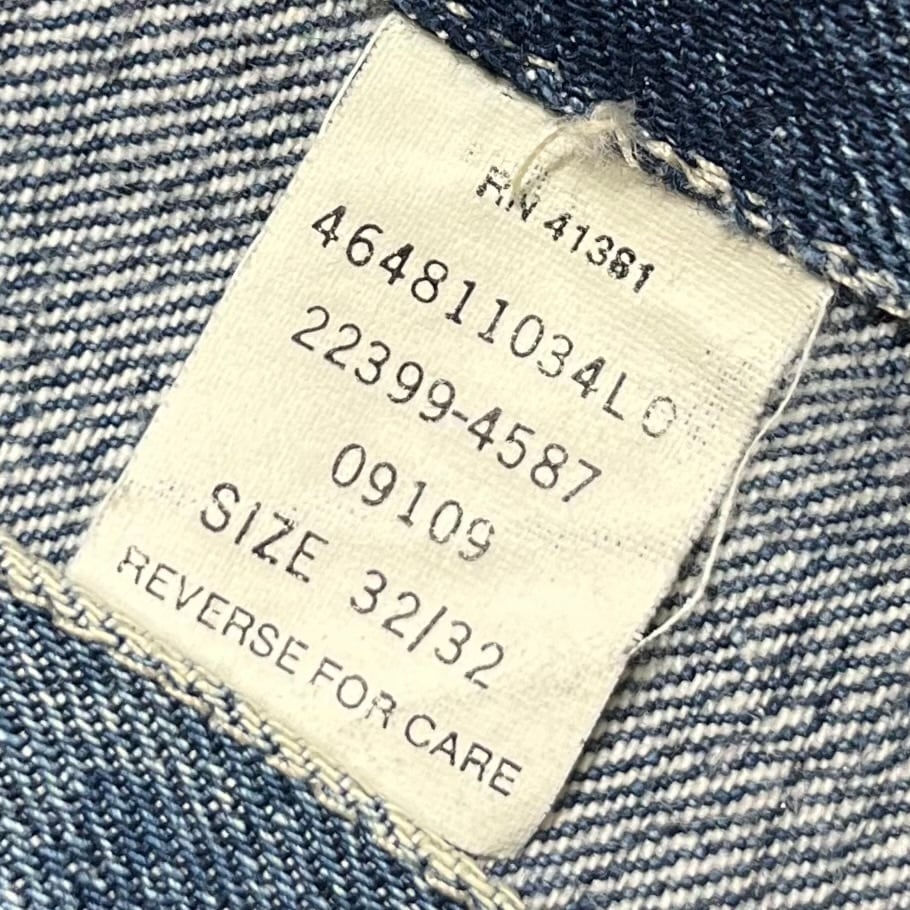 RN 41381
464811034L0
22399-4587
09109
SIZE 32/32
REVERSE FOR CARE